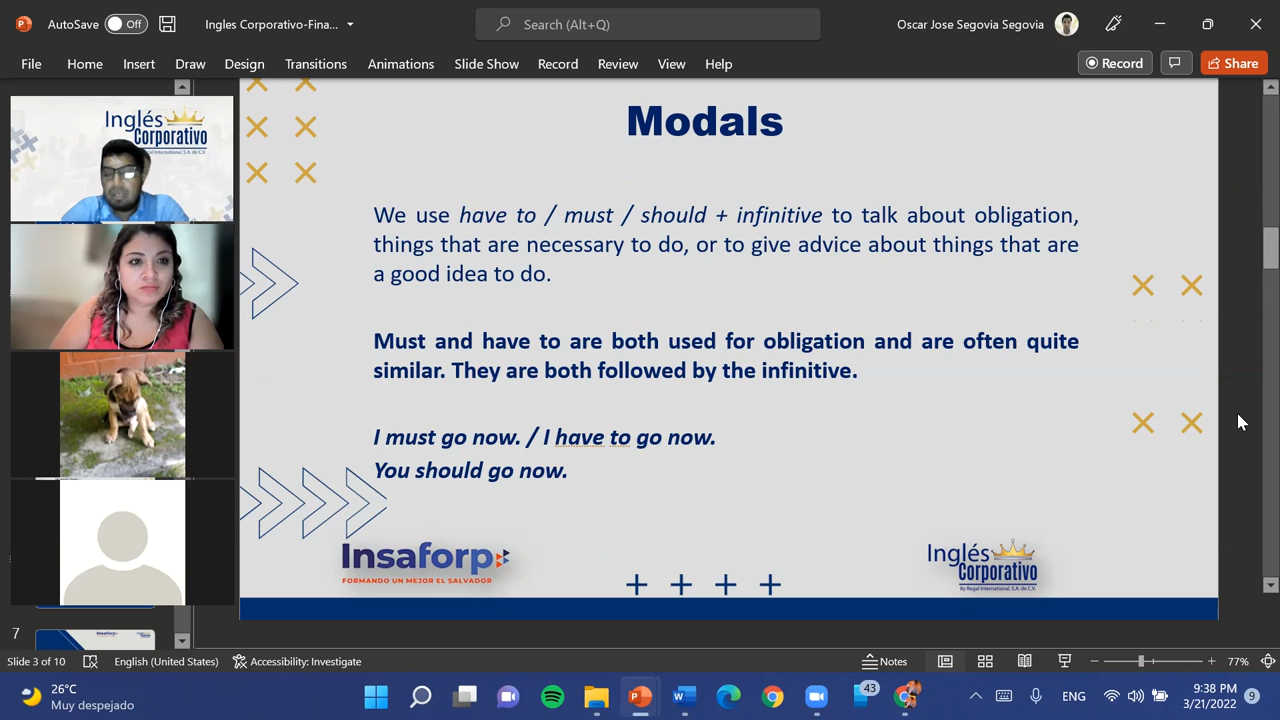 AutoSave Off Ingles Corporativo-Fina... Search (Alt+Q) Oscar Jose Segovia Segovia
File Home Insert Draw Design Transitions Animations Slide Show Record Review View Help Record Share
Inglés
Corporativo
Modals
We use have to / must / should + infinitive to talk about obligation,
things that are necessary to do, or to give advice about things that are
a good idea to do.
Must and have to are both used for obligation and are often quite
similar. They are both followed by the infinitive.
I must go now. / I have to go now.
You should go now.
Insaforp
FORMANDO UN MEJOR EL SALVADOR
Inglés
Corporativo
By Regal International, S.A. de C.V.
7
Slide 3 of 10 English (United States) Accessibility: Investigate Notes 77%
26°C
Muy despejado
43
ENG
9:38 PM
3/21/2022
9